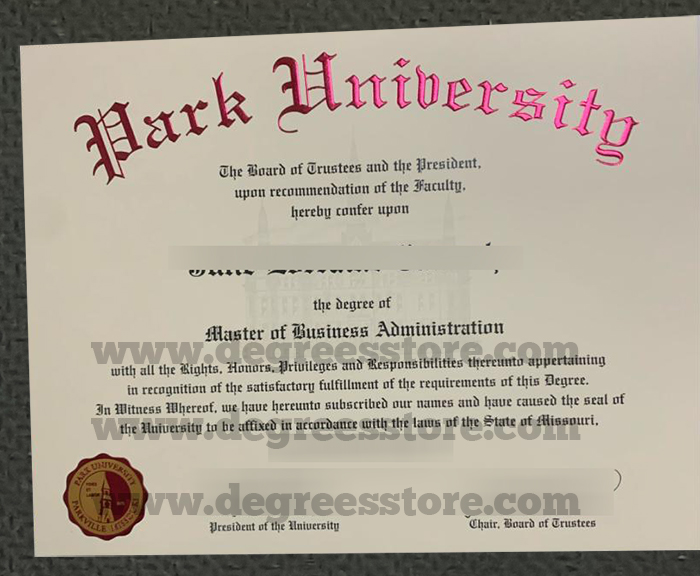 Park University
The Board of Trustees and the President,
upon recommendation of the Faculty,
hereby confer upon
the degree of
Master of Business Administration
www.degreesstore.com
with all the Rights, Honors, Privileges and Responsibilities thereunto appertaining
in recognition of the satisfactory fulfillment of the requirements of this Degree.
In Witness Whereof, we have hereunto subscribed our names and have caused the seal of
the University to be affixed in accordance with the laws of the State of Missouri.
www.degreesstore.com
PARK UNIVERSITY
PARKVILLE
www.degreesstore.com
President of the University
Chair, Board of Trustees